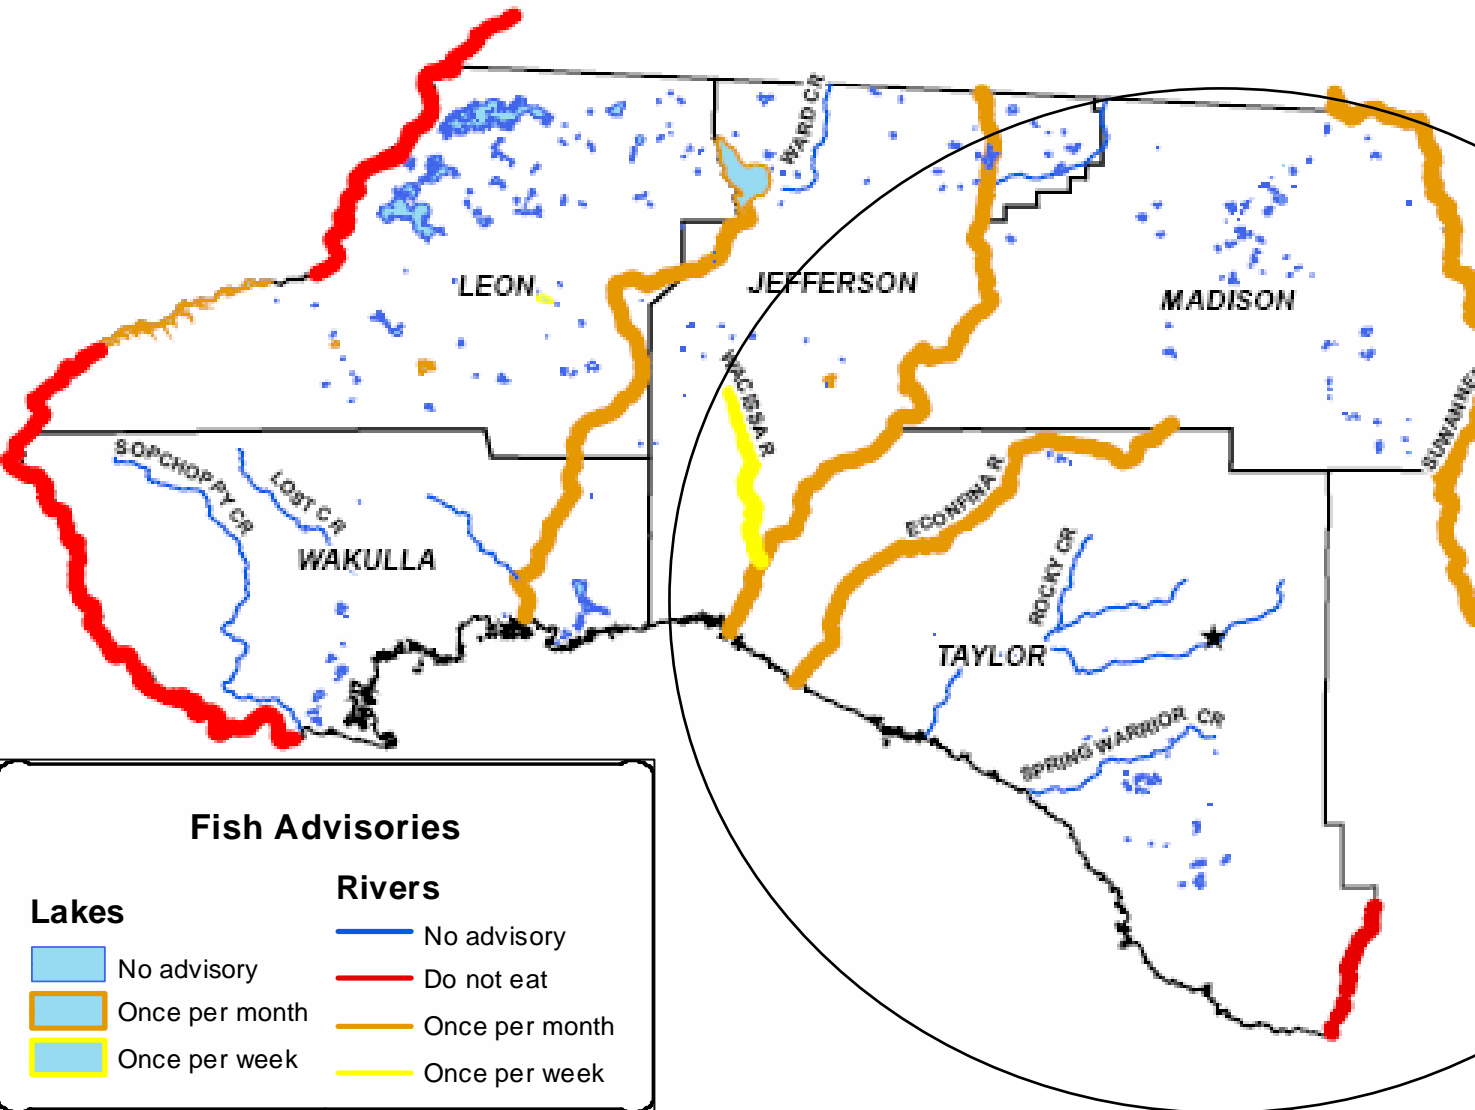 WARD CR
LEON
JEFFERSON
MADISON
WACISSA R
SUWANNEE
SOPCHOPPY CR
LOST CR
ECONFINA R
WAKULLA
ROCKY CR
TAYLOR
SPRING WARRIOR CR
Fish Advisories
Lakes
No advisory
Once per month
Once per week
Rivers
No advisory
Do not eat
Once per month
Once per week